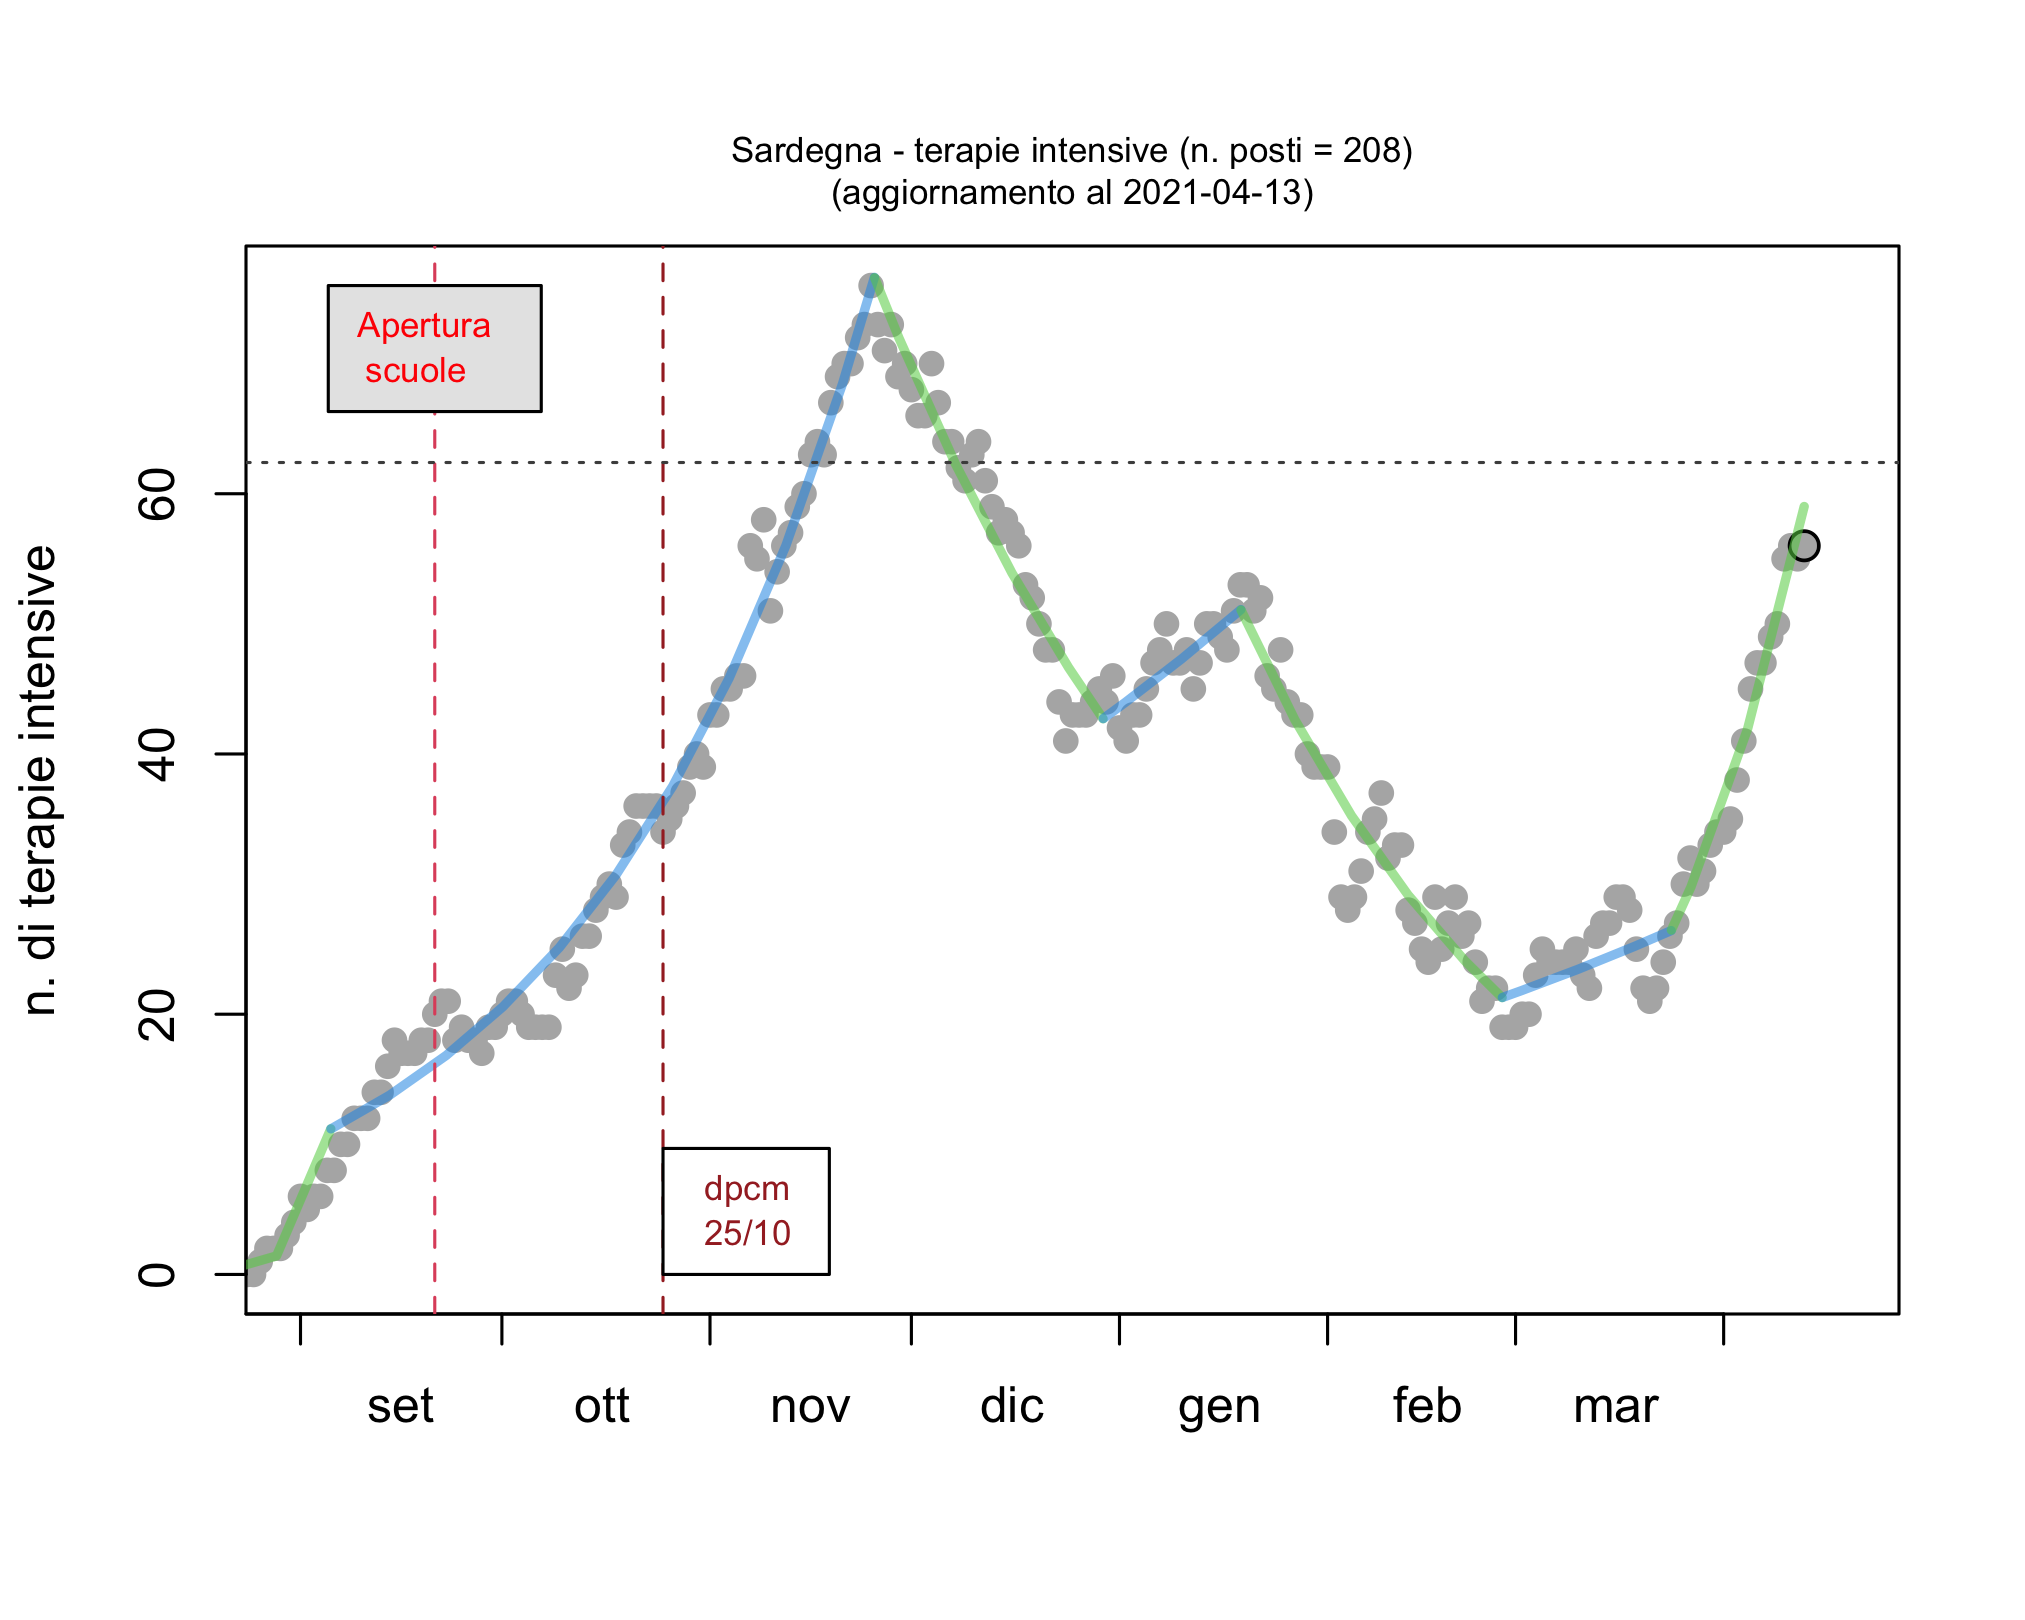 Sardegna - terapie intensive (n. posti = 208)
(aggiornamento al 2021-04-13)
Apertura
scuole
n. di terapie intensive
60
40
20
0
dpcm
25/10
set ott nov dic gen feb mar